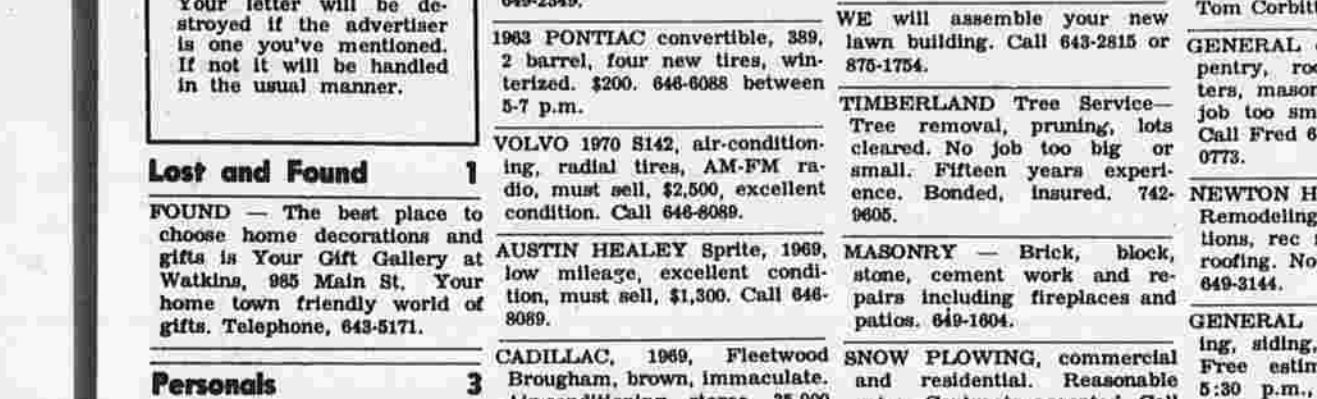 Your letter will be de-
stroyed if the advertiser
is one you've mentioned.
If not it will be handled
in the usual manner.
Lost and Found 1
FOUND — The best place to
choose home decorations and
gifts is Your Gift Gallery at
Watkins, 985 Main St. Your
home town friendly world of
gifts. Telephone, 643-5171.
Personals 3
649-2549.
1963 PONTIAC convertible, 389,
2 barrel, four new tires, win-
terized. $200. 646-6088 between
5-7 p.m.
VOLVO 1970 S142, air-condition-
ing, radial tires, AM-FM ra-
dio, must sell, $2,500, excellent
condition. Call 646-8089.
AUSTIN HEALEY Sprite, 1969,
low mileage, excellent condi-
tion, must sell, $1,300. Call 646-
8089.
CADILLAC, 1969, Fleetwood
Brougham, brown, immaculate.
WE will assemble your new
lawn building. Call 643-2815 or
875-1754.
TIMBERLAND Tree Service—
Tree removal, pruning, lots
cleared. No job too big or
small. Fifteen years experi-
ence. Bonded, insured. 742-
9605.
MASONRY — Brick, block,
stone, cement work and re-
pairs including fireplaces and
patios. 649-1604.
SNOW PLOWING, commercial
and residential. Reasonable
Tom Corbitt
GENERAL
pentry, roo
ters, mason
job too sm
Call Fred 6
0773.
NEWTON H
Remodeling
tions, rec
roofing. No
649-3144.
GENERAL
ing, siding,
Free estim
5:30 p.m.,